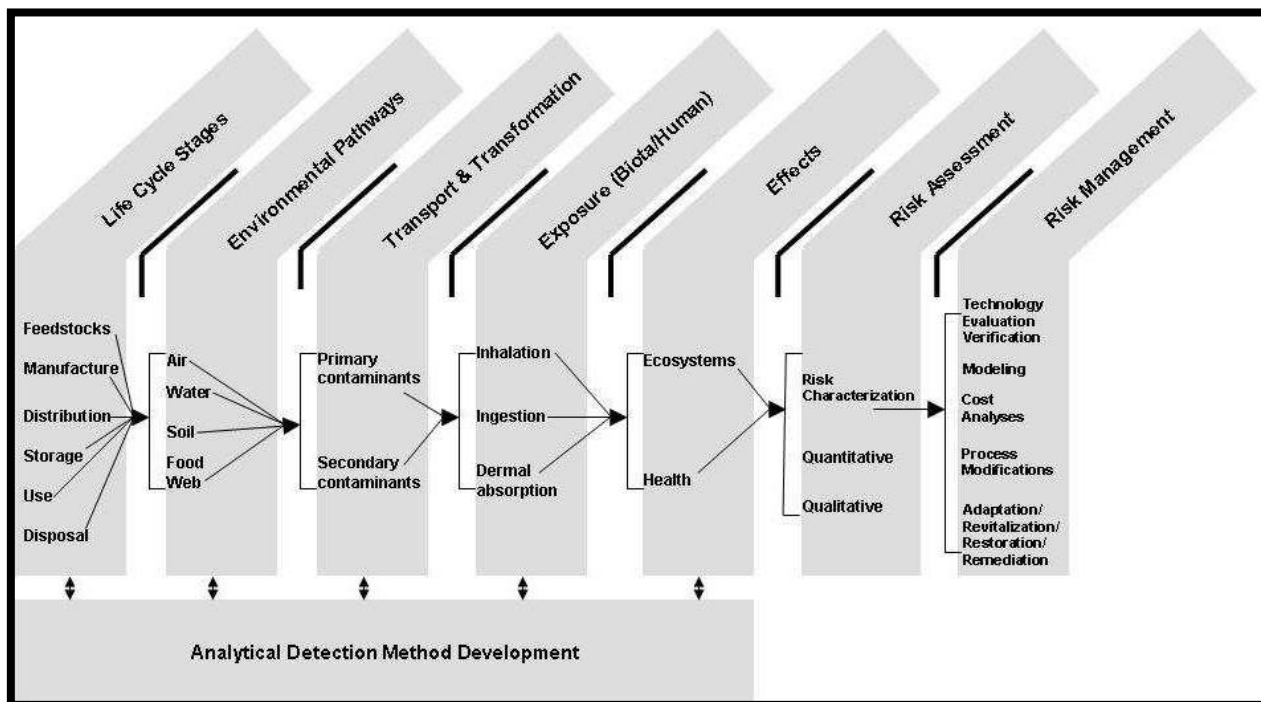 Life Cycle Stages
Environmental Pathways
Transport & Transformation
Exposure (Biota/Human)
Effects
Risk Assessment
Risk Management
Feedstocks
Manufacture
Distribution
Storage
Use
Disposal
Air
Water
Soil
Food
Web
Primary
contaminants
Secondary
contaminants
Inhalation
Ingestion
Dermal
absorption
Ecosystems
Health
Risk
Characterization
Quantitative
Qualitative
Technology
Evaluation
Verification
Modeling
Cost
Analyses
Process
Modifications
Adaptation/
Revitalization/
Restoration/
Remediation
Analytical Detection Method Development